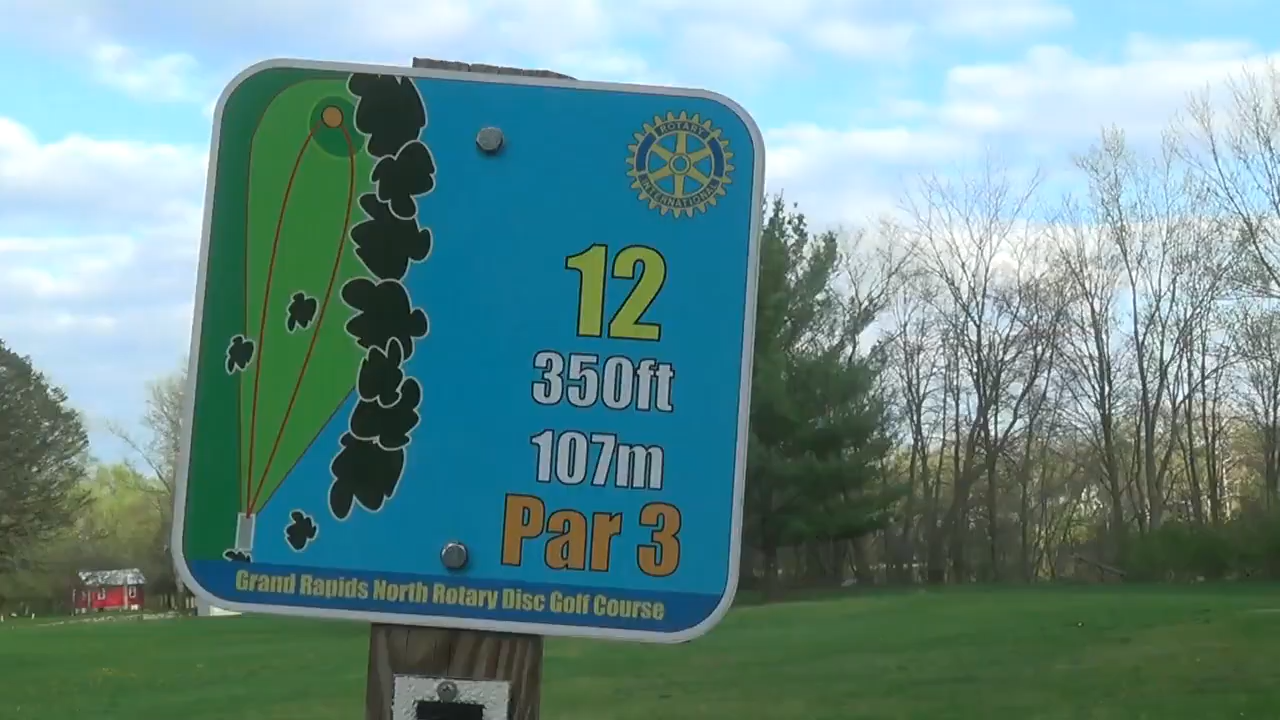 ROTARY
INTERNATIONAL
12
350ft
107m
Par 3
Grand Rapids North Rotary Disc Golf Course